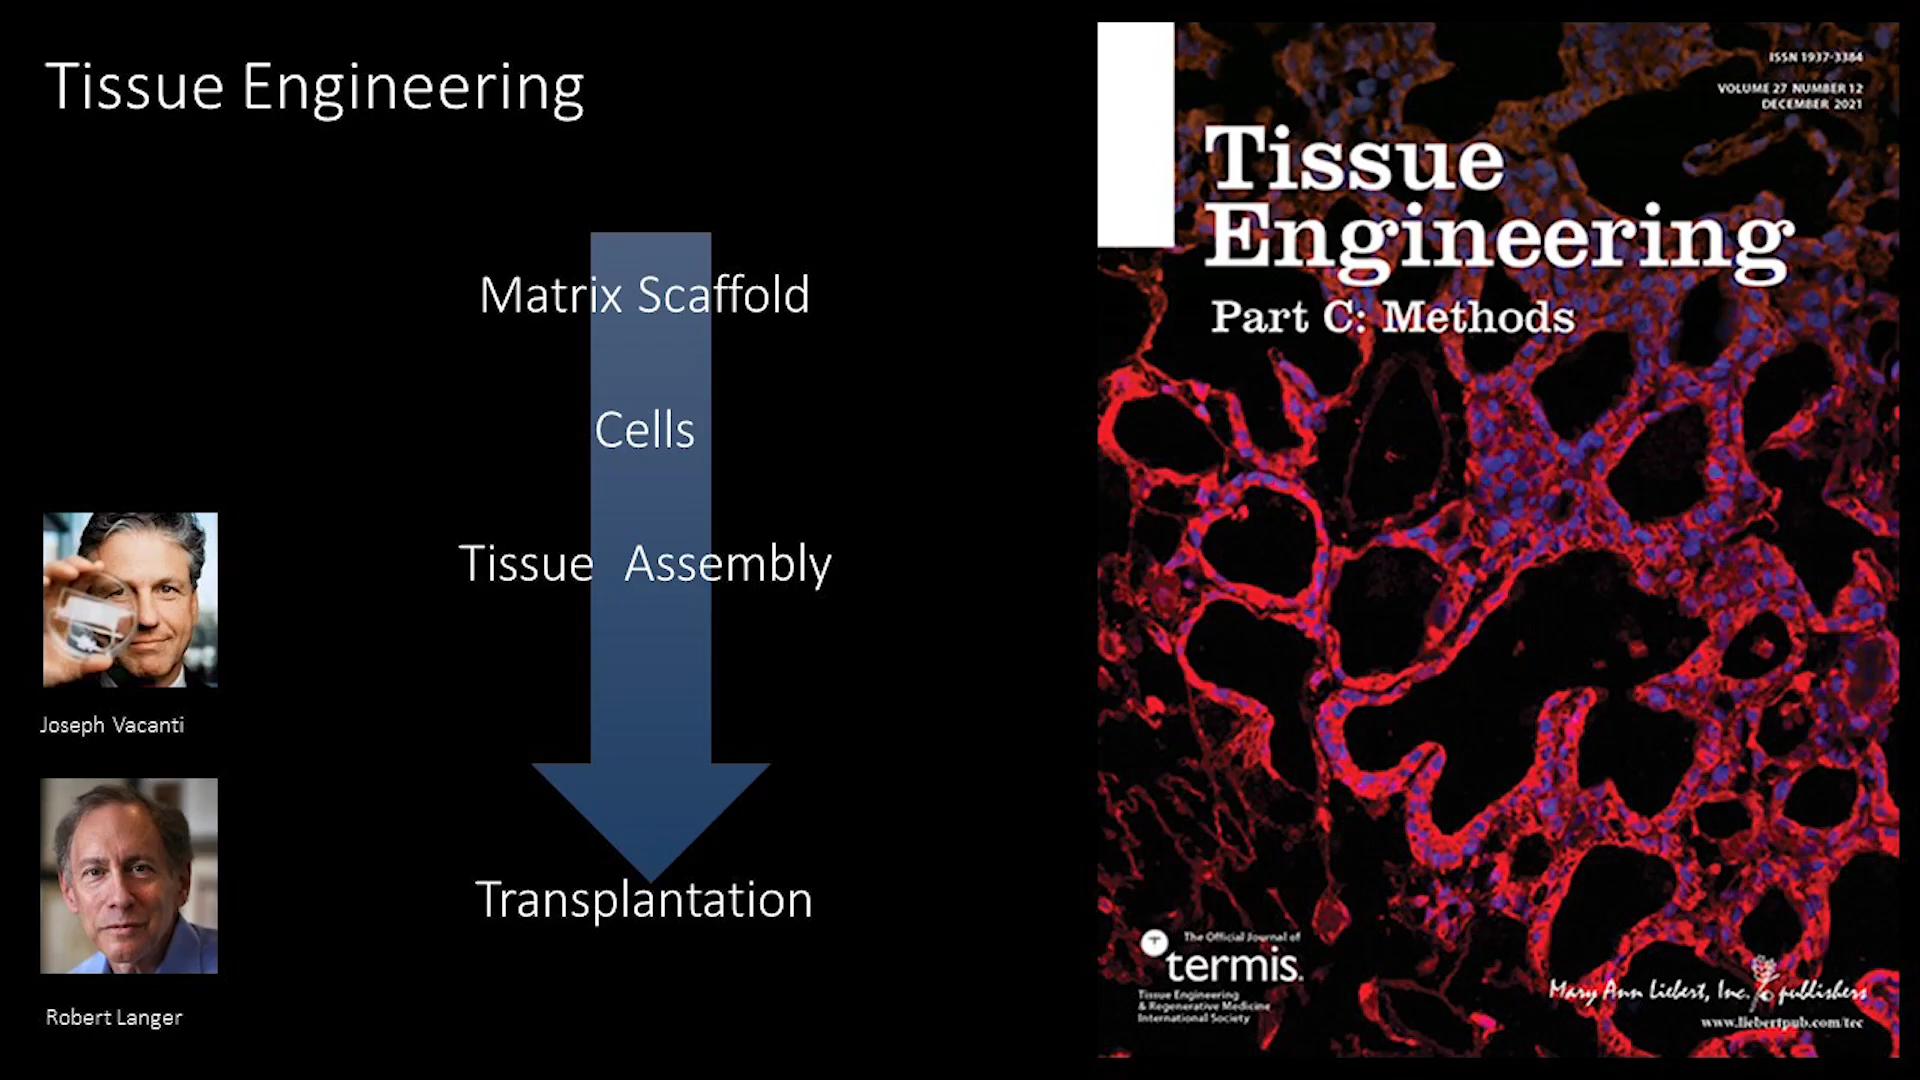 Tissue Engineering
Matrix Scaffold
Cells
Tissue Assembly
Transplantation
Joseph Vacanti
Robert Langer
ISSN 1937-3384
VOLUME 27 NUMBER 12
DECEMBER 2021
Tissue
Engineering
Part C: Methods
The Official Journal of
termis.
Tissue Engineering
& Regenerative Medicine
International Society
Mary Ann Liebert, Inc. publishers
www.liebertpub.com/tec